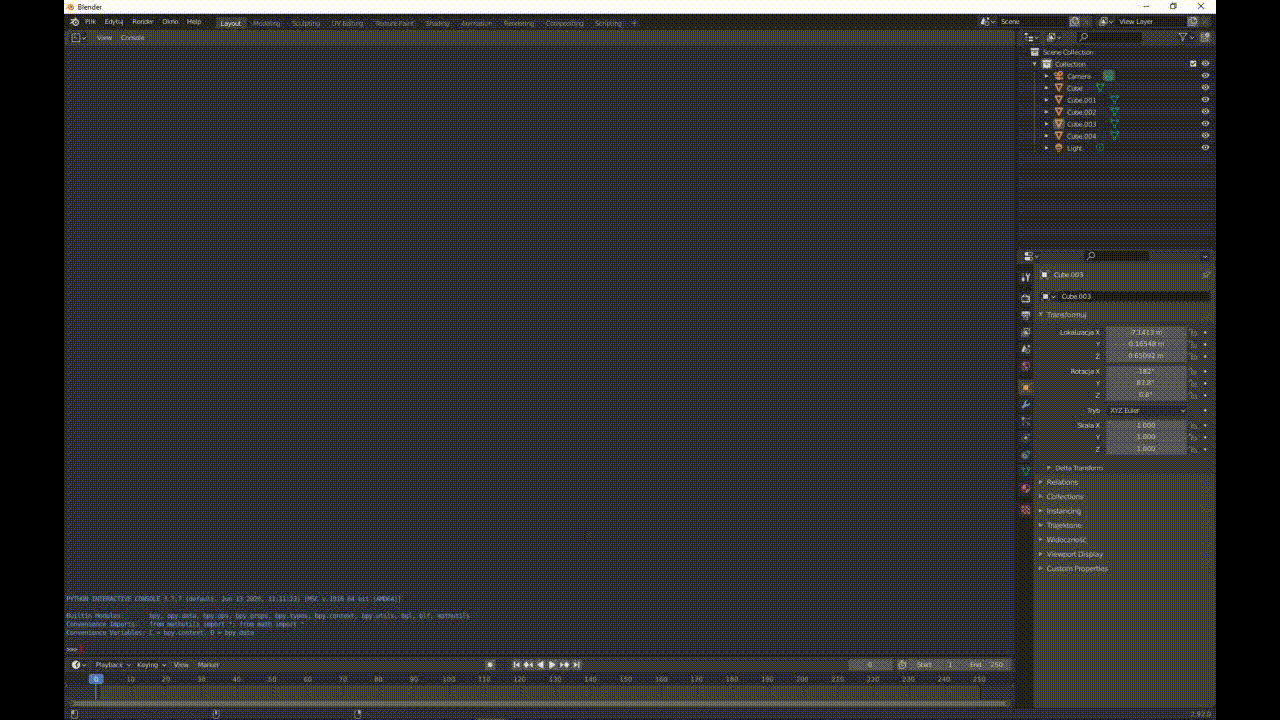 Blender
Plik Edytuj Render Okno Help Layout Modeling Sculpting UV Editing Texture Paint Shading Animation Rendering Compositing Scripting + Scene View Layer
View Console
Scene Collection
Collection
Camera
Cube
Cube.001
Cube.002
Cube.003
Cube.004
Light
Cube.003
Cube.003
Transformuj
Lokalizacja X
Y 0.16548 m
Z 0.65092 m
Rotacja X
Y 87.8°
Z 0.6°
Tryb XYZ Euler
Skala X 1.000
Y 1.000
Z 1.000
Delta Transform
Relations
Collections
Instancing
Trajektorie
Widoczność
Viewport Display
Custom Properties
PYTHON INTERACTIVE CONSOLE 3.7.7 (default, Jun 13 2020, 11:11:23) [MSC v.1916 64 bit (AMD64)]
Builtin Modules: bpy, bpy.data, bpy.ops, bpy.props, bpy.types, bpy.context, bpy.utils, bgl, blf, mathutils
Convenience Imports: from mathutils import *; from math import *
Convenience Variables: C = bpy.context, D = bpy.data
>>>
Playback Keying View Marker 0 Start 1 End 250
0 10 20 30 40 50 60 70 80 90 100 110 120 130 140 150 160 170 180 190 200 210 220 230 240 250
2.92.0